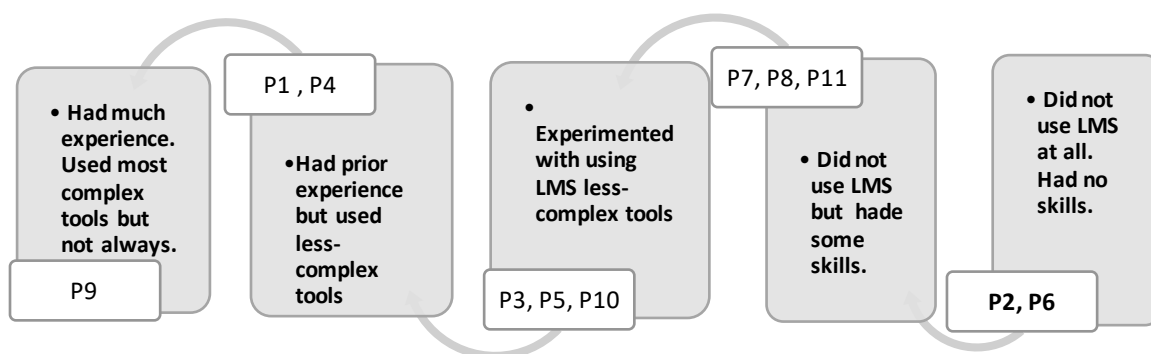 • Had much
experience.
Used most
complex
tools but
not always.
P9
P1 , P4
•Had prior
experience
but used
less-
complex
tools
•
Experimented
with using
LMS less-
complex tools
P3, P5, P10
P7, P8, P11
• Did not
use LMS
but hade
some
skills.
• Did not
use LMS
at all.
Had no
skills.
P2, P6